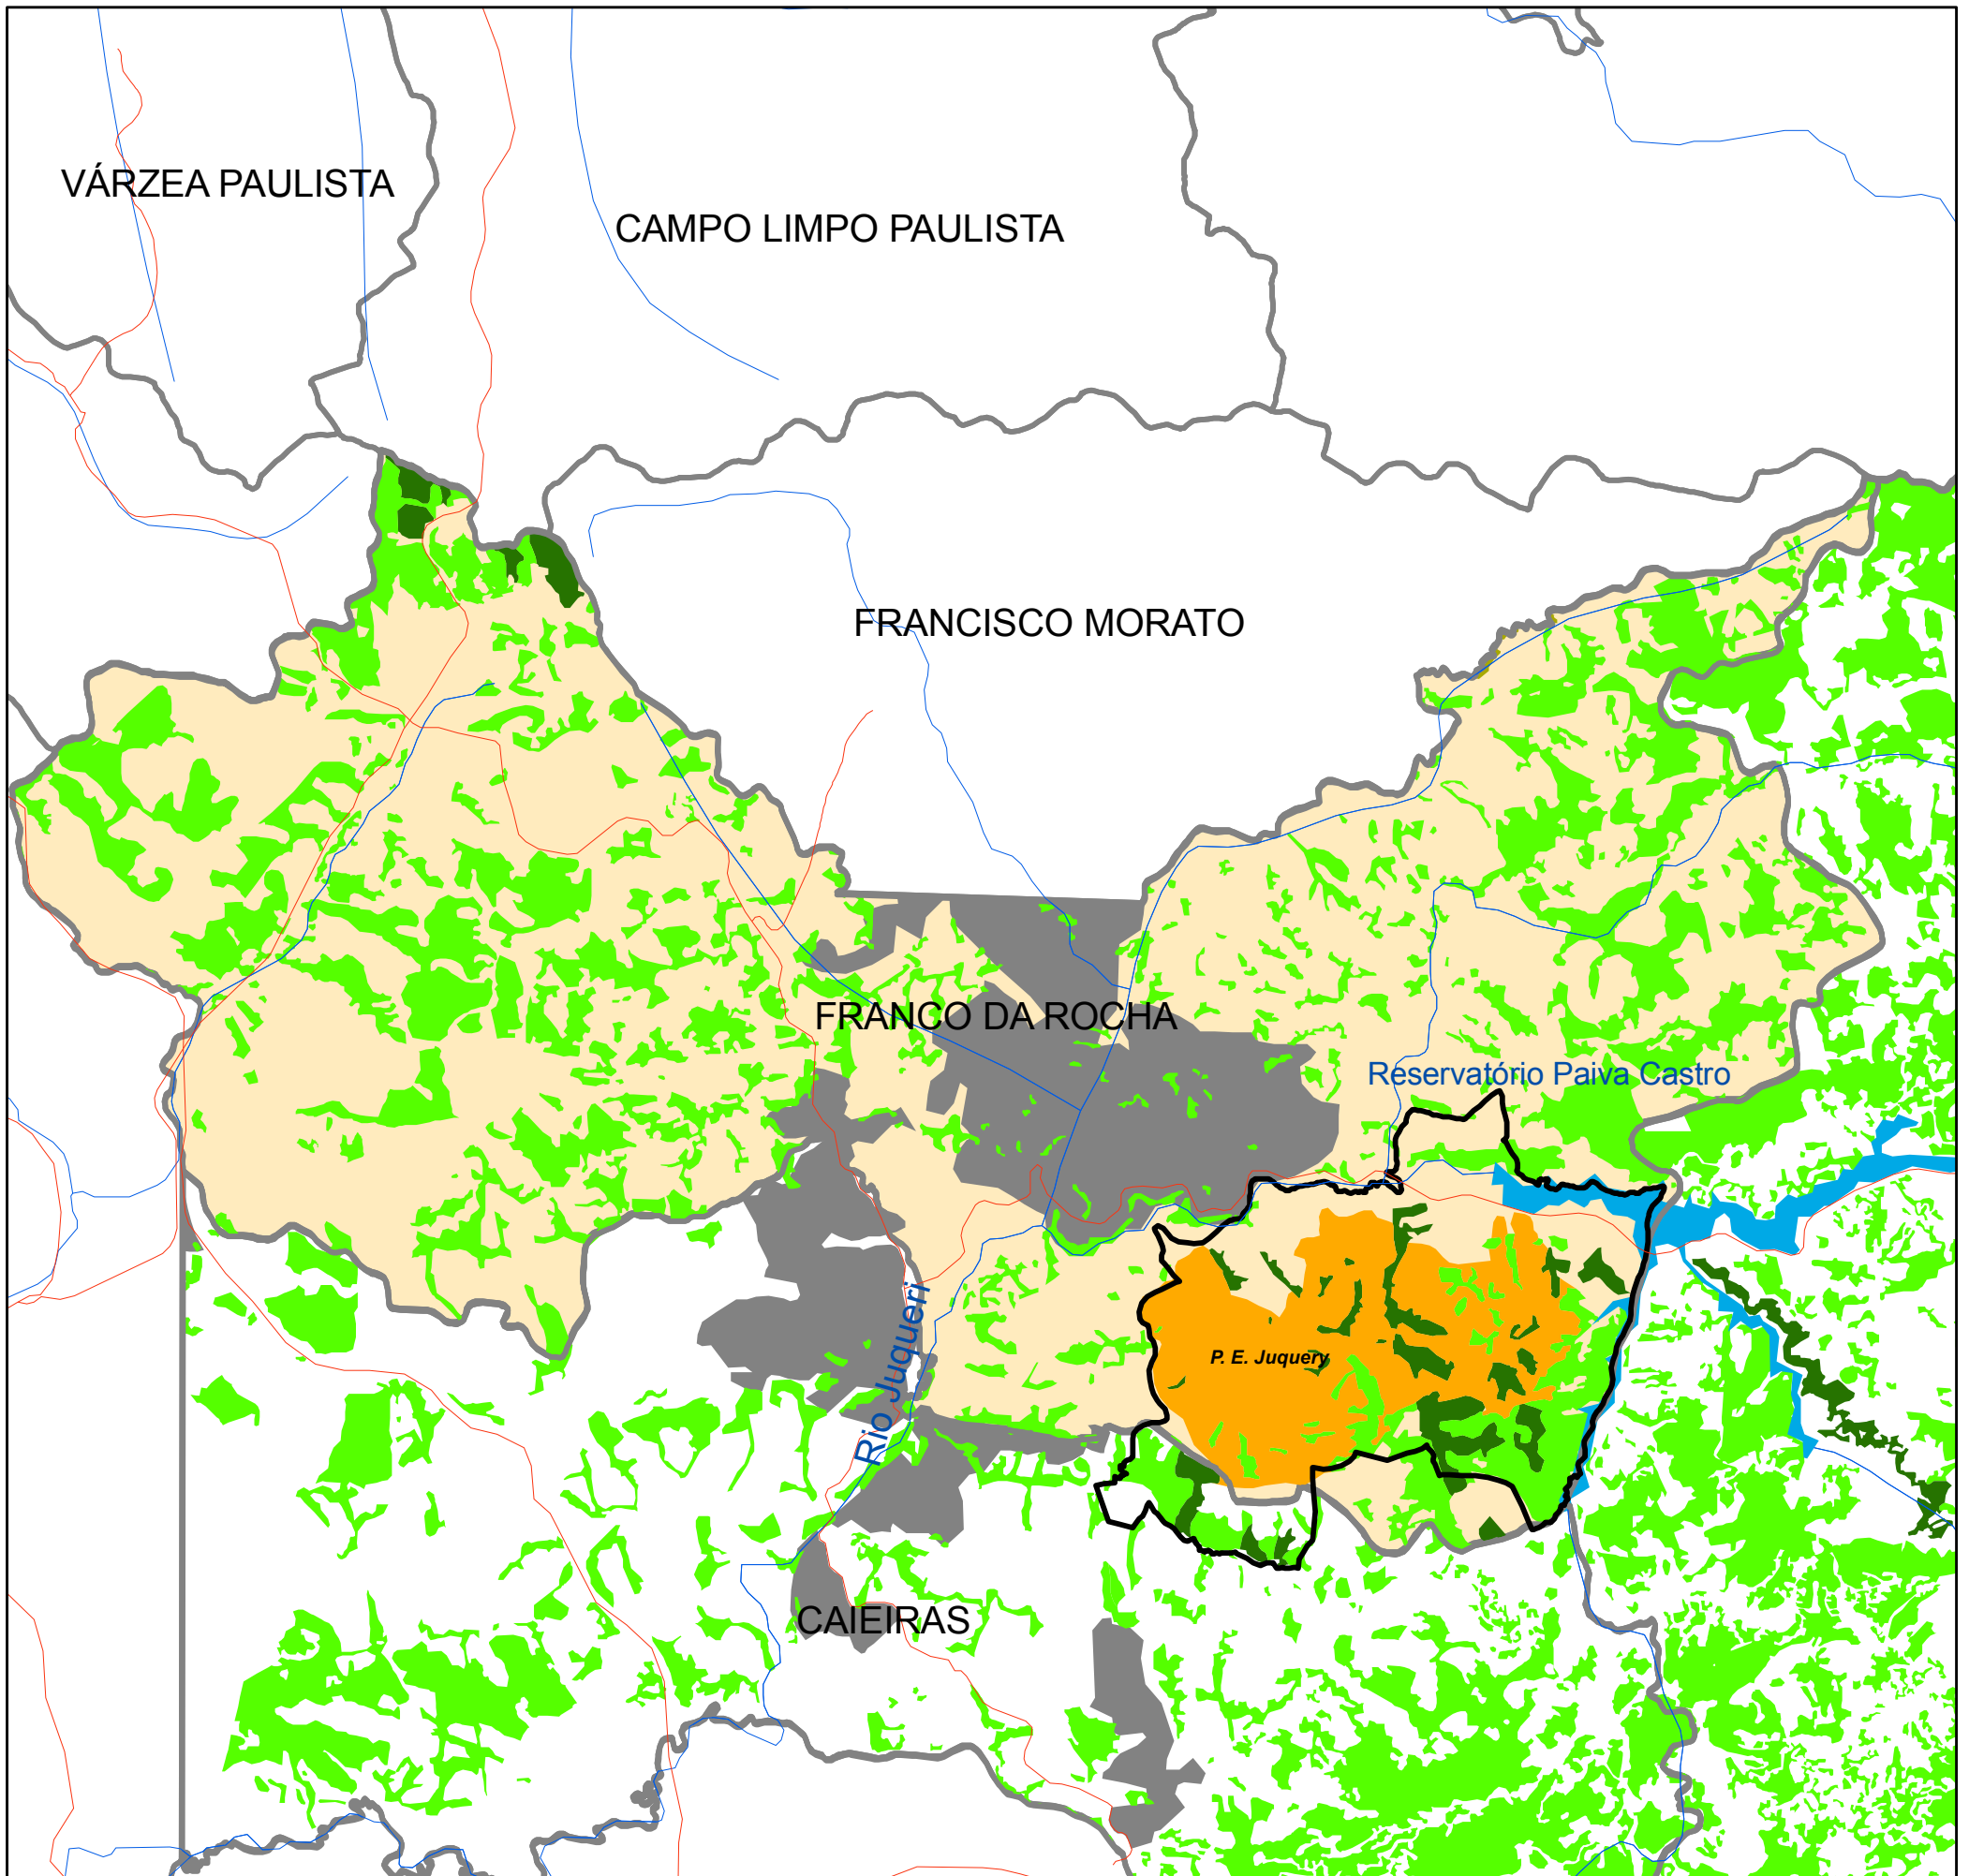 VÁRZEA PAULISTA
CAMPO LIMPO PAULISTA
FRANCISCO MORATO
FRANCO DA ROCHA
Reservatório Paiva Castro
Rio Juqueri
P. E. Juquery
CAIEIRAS